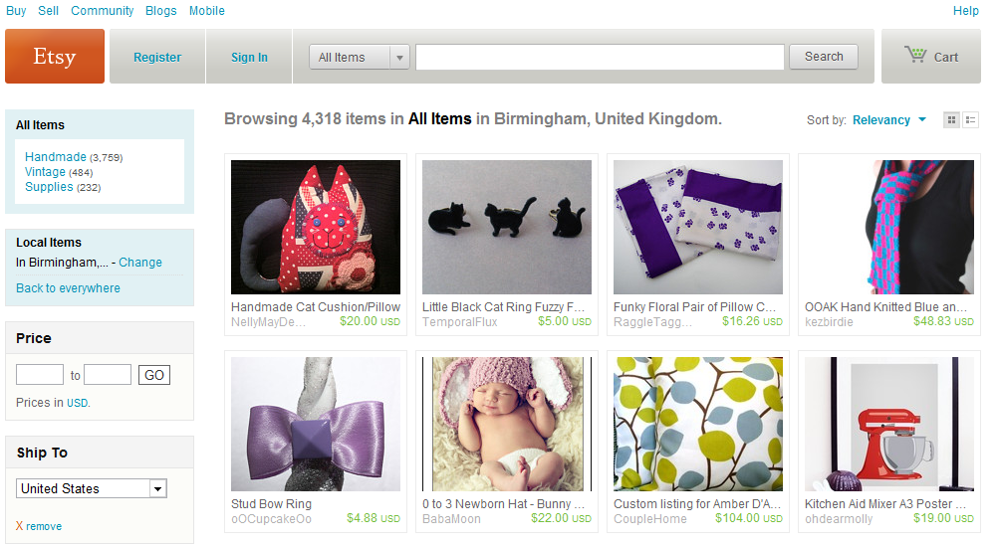 Buy Sell Community Blogs Mobile Help
Etsy Register Sign In All Items Search Cart
All Items
Handmade (3,759)
Vintage (484)
Supplies (232)
Local Items
In Birmingham,... - Change
Back to everywhere
Price
to GO
Prices in USD.
Ship To
United States
X remove
Browsing 4,318 items in All Items in Birmingham, United Kingdom.
Sort by: Relevancy
Handmade Cat Cushion/Pillow
NellyMayDe... $20.00 USD
Little Black Cat Ring Fuzzy F...
TemporalFlux $5.00 USD
Funky Floral Pair of Pillow C...
RaggleTagg... $16.26 USD
OOAK Hand Knitted Blue an...
kezbirdie $48.83 USD
Stud Bow Ring
oOCupcakeOo $4.88 USD
0 to 3 Newborn Hat - Bunny ...
BabaMoon $22.00 USD
Custom listing for Amber D'A...
CoupleHome $104.00 USD
Kitchen Aid Mixer A3 Poster ...
ohdearmolly $19.00 USD